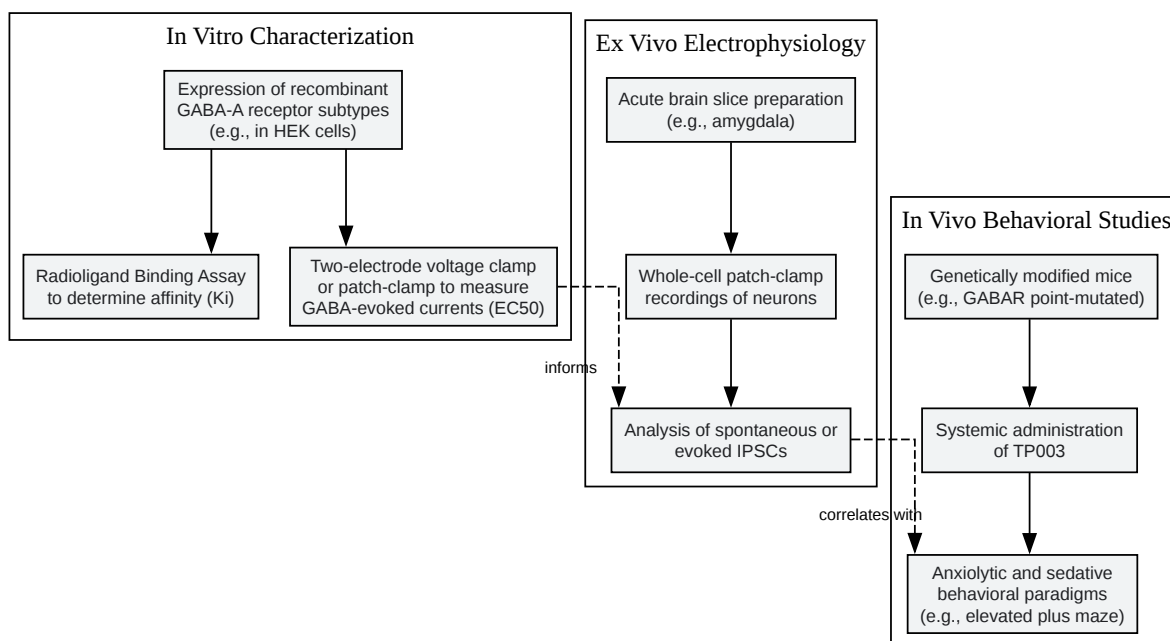 In Vitro Characterization
Expression of recombinant
GABA-A receptor subtypes
(e.g., in HEK cells)
Radioligand Binding Assay
to determine affinity (Ki)
Two-electrode voltage clamp
or patch-clamp to measure
GABA-evoked currents (EC50)
informs
Ex Vivo Electrophysiology
Acute brain slice preparation
(e.g., amygdala)
Whole-cell patch-clamp
recordings of neurons
Analysis of spontaneous or
evoked IPSCs
correlates with
In Vivo Behavioral Studies
Genetically modified mice
(e.g., GABAR point-mutated)
Systemic administration
of TP003
Anxiolytic and sedative
behavioral paradigms
(e.g., elevated plus maze)